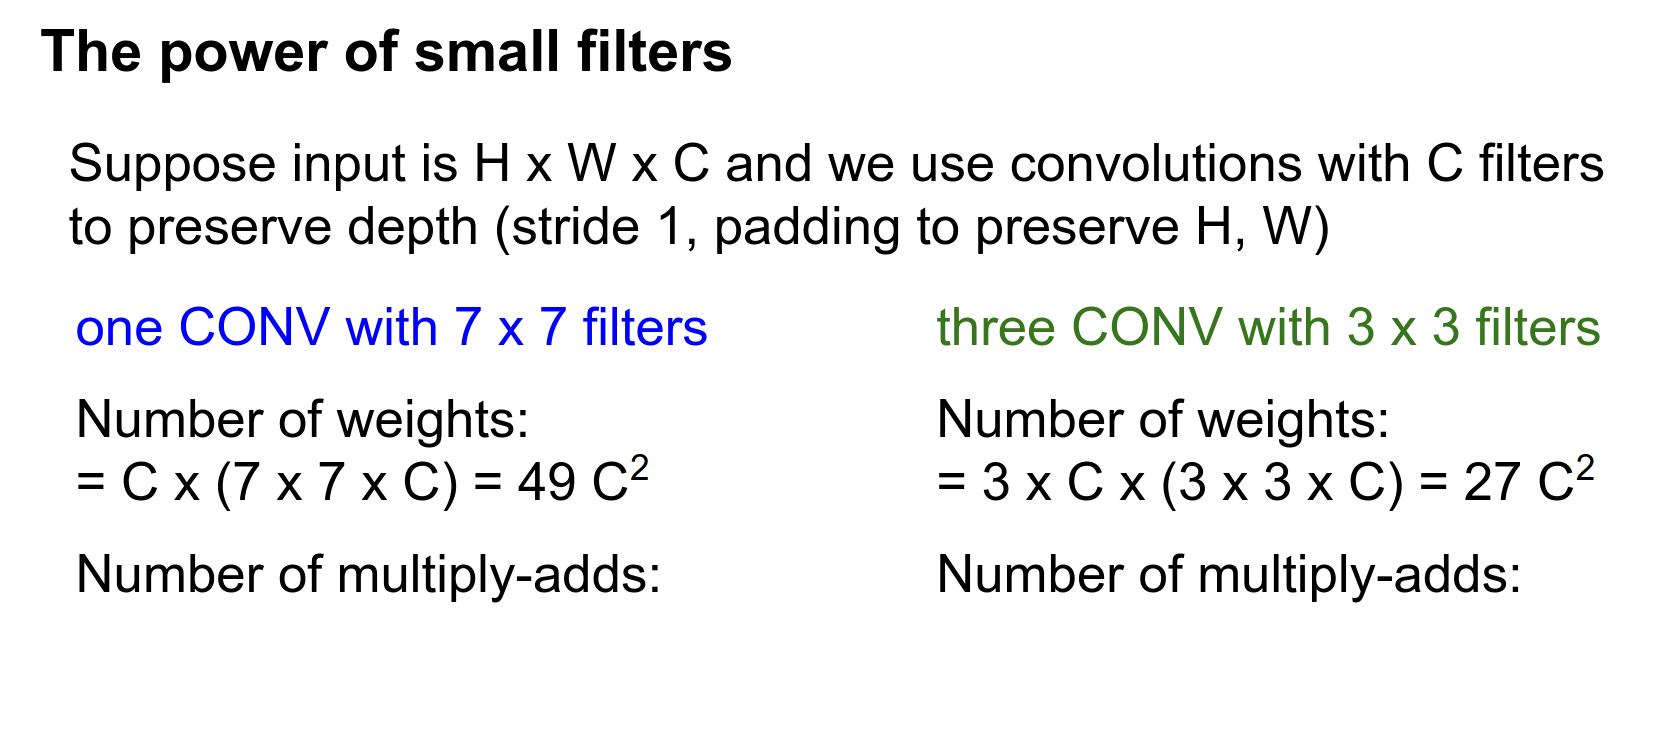 The power of small filters
Suppose input is H x W x C and we use convolutions with C filters
to preserve depth (stride 1, padding to preserve H, W)
one CONV with 7 x 7 filters
Number of weights:
= C x (7 x 7 x C) = 49 C²
Number of multiply-adds:
three CONV with 3 x 3 filters
Number of weights:
= 3 x C x (3 x 3 x C) = 27 C²
Number of multiply-adds: